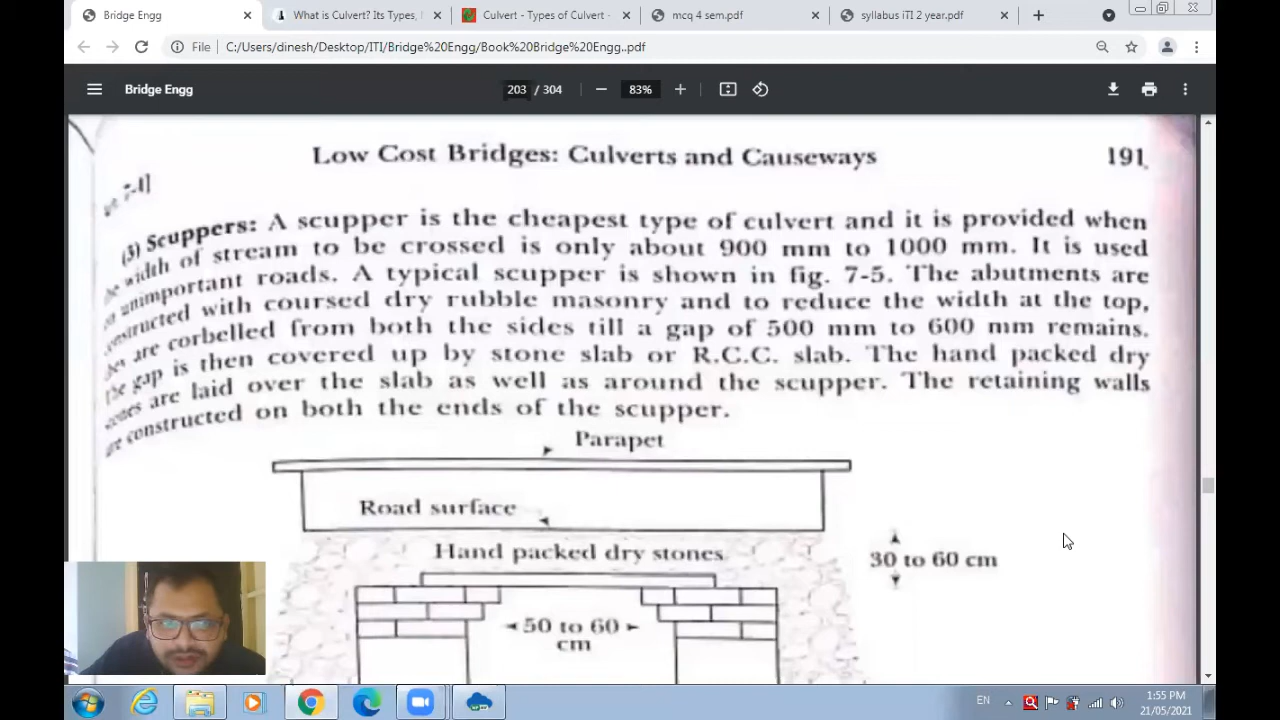 Bridge Engg
What is Culvert? Its Types,
Culvert - Types of Culvert -
mcq 4 sem.pdf
syllabus iTI 2 year.pdf
File C:/Users/dinesh/Desktop/ITI/Bridge%20Engg/Book%20Bridge%20Engg..pdf
Bridge Engg
203 / 304
83%
Low Cost Bridges: Culverts and Causeways 191
7-1]
(3) Scuppers: A scupper is the cheapest type of culvert and it is provided when
width of stream to be crossed is only about 900 mm to 1000 mm. It is used
unimportant roads. A typical scupper is shown in fig. 7-5. The abutments are
constructed with coursed dry rubble masonry and to reduce the width at the top,
are corbelled from both the sides till a gap of 500 mm to 600 mm remains.
the gap is then covered up by stone slab or R.C.C. slab. The hand packed dry
stones are laid over the slab as well as around the scupper. The retaining walls
are constructed on both the ends of the scupper.
Parapet
Road surface
Hand packed dry stones
30 to 60 cm
50 to 60
cm
EN
1:55 PM
21/05/2021